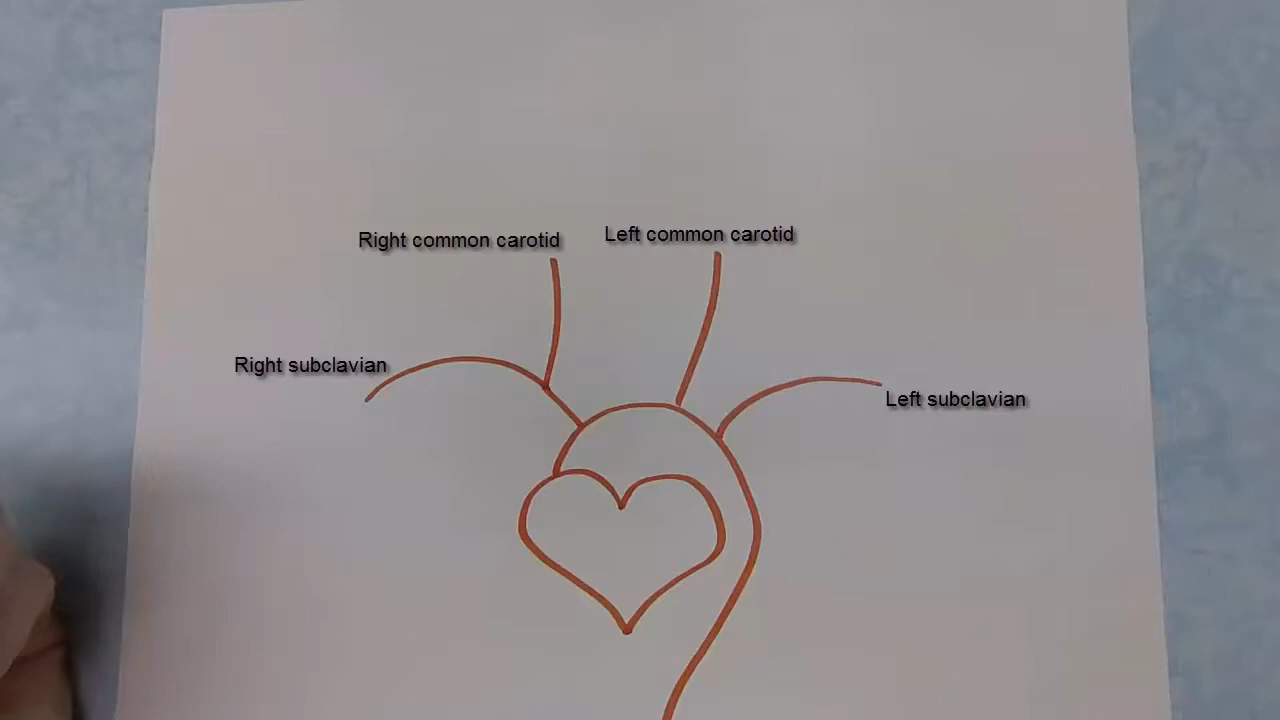 Right common carotid
Left common carotid
Right subclavian
Left subclavian